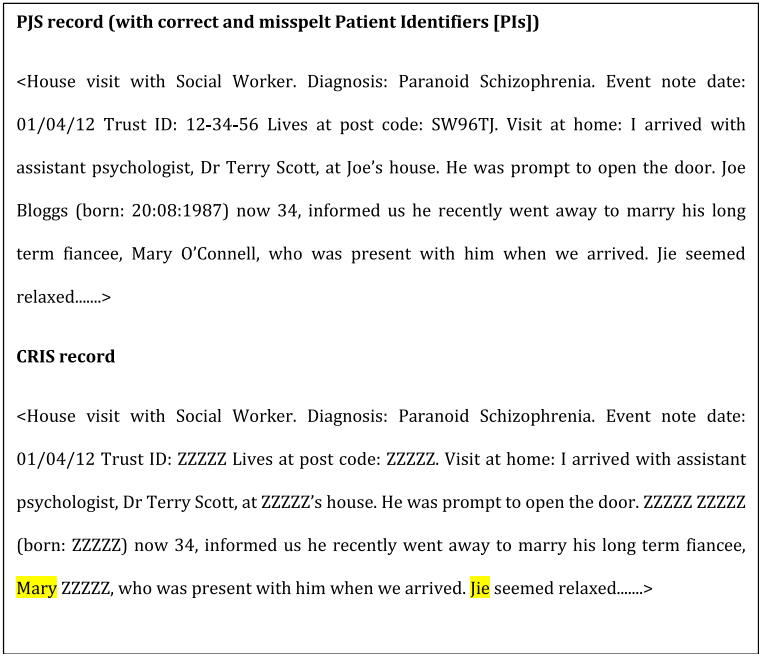 PJS record (with correct and misspelt Patient Identifiers [PIs])
<House visit with Social Worker. Diagnosis: Paranoid Schizophrenia. Event note date:
01/04/12 Trust ID: 12-34-56 Lives at post code: SW96TJ. Visit at home: I arrived with
assistant psychologist, Dr Terry Scott, at Joe’s house. He was prompt to open the door. Joe
Bloggs (born: 20:08:1987) now 34, informed us he recently went away to marry his long
term fiancee, Mary O’Connell, who was present with him when we arrived. Jie seemed
relaxed.......>
CRIS record
<House visit with Social Worker. Diagnosis: Paranoid Schizophrenia. Event note date:
01/04/12 Trust ID: ZZZZZ Lives at post code: ZZZZZ. Visit at home: I arrived with assistant
psychologist, Dr Terry Scott, at ZZZZZ’s house. He was prompt to open the door. ZZZZZ ZZZZZ
(born: ZZZZZ) now 34, informed us he recently went away to marry his long term fiancee,
Mary ZZZZZ, who was present with him when we arrived. Jie seemed relaxed.......>